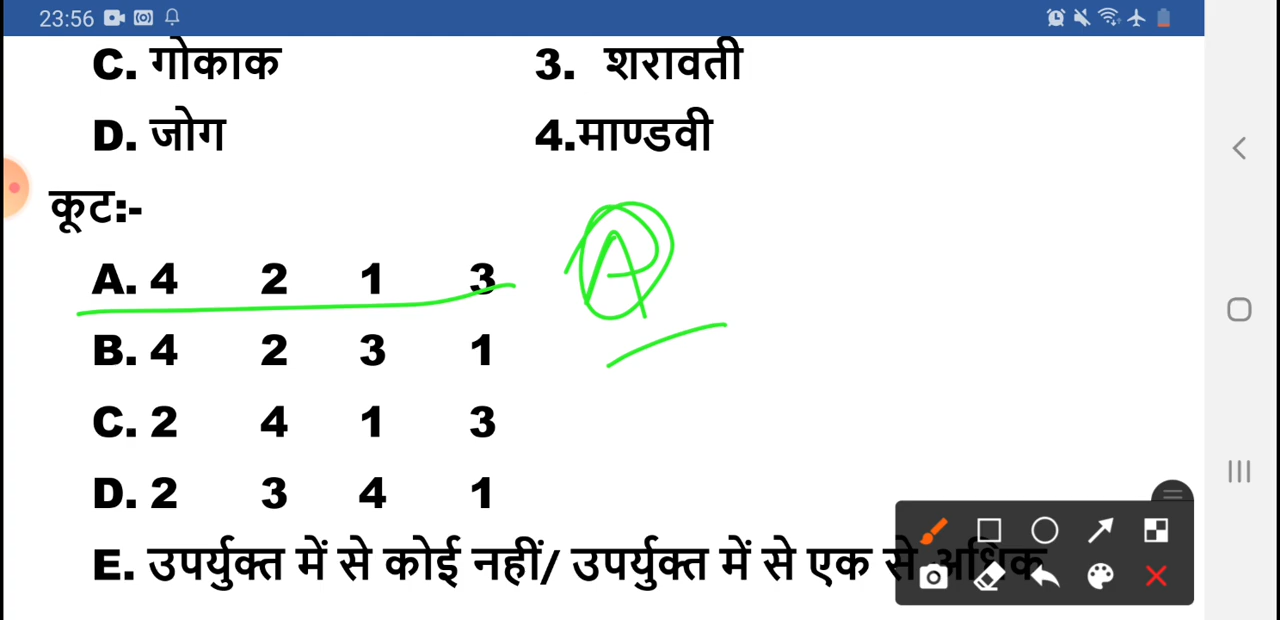 23:56
C. गोकाक 3. शरावती
D. जोग 4.माण्डवी
कूटः-
A. 4 2 1 3 A
B. 4 2 3 1
C. 2 4 1 3
D. 2 3 4 1
E. उपर्युक्त में से कोई नहीं/ उपर्युक्त में से एक से अधिक